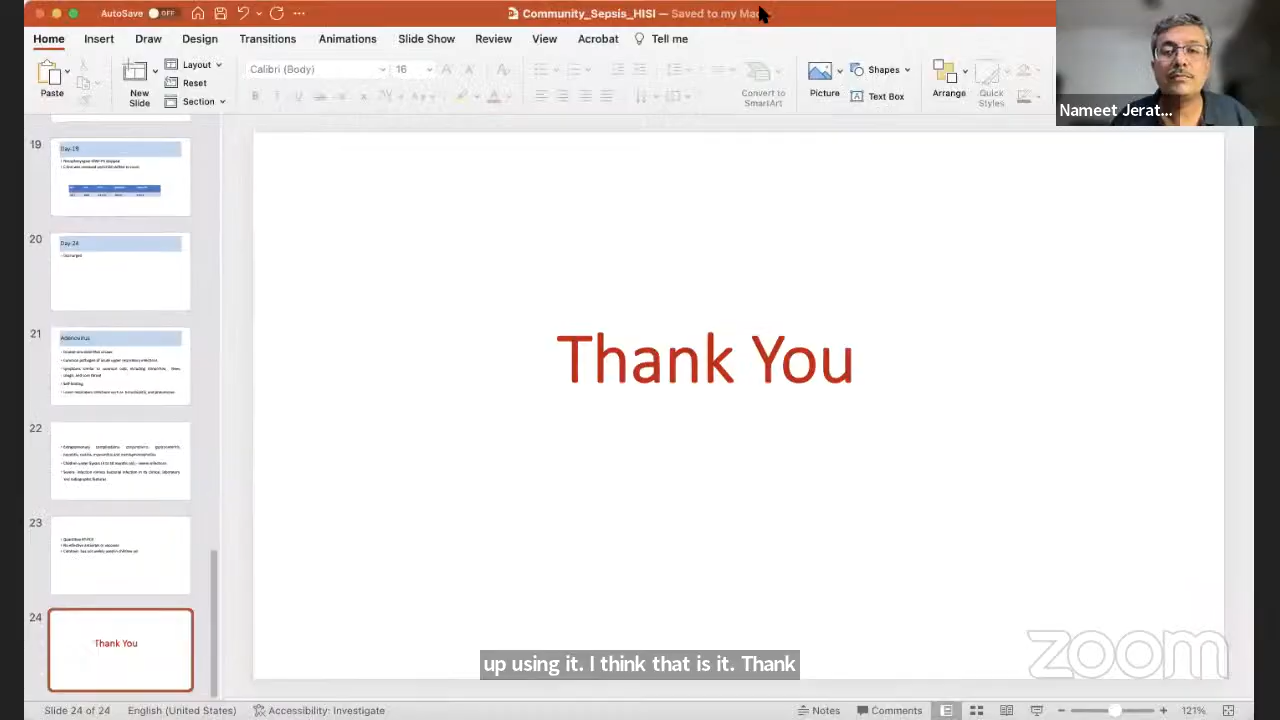 AutoSave OFF
Community_Sepsis_HISI — Saved to my Mac
Home Insert Draw Design Transitions Animations Slide Show Review View Acrobat Tell me
Paste
New
Slide
Layout
Reset
Section
Calibri (Body) 16
Convert to
SmartArt
Picture
Shapes
Text Box
Arrange
Quick
Styles
Nameet Jerat...
19
Day-19
20
Day-24
Discharged
21
Adenovirus
22
23
24
Thank You
Thank You
up using it. I think that is it. Thank
zoom
Slide 24 of 24 English (United States) Accessibility: Investigate Notes Comments 121%